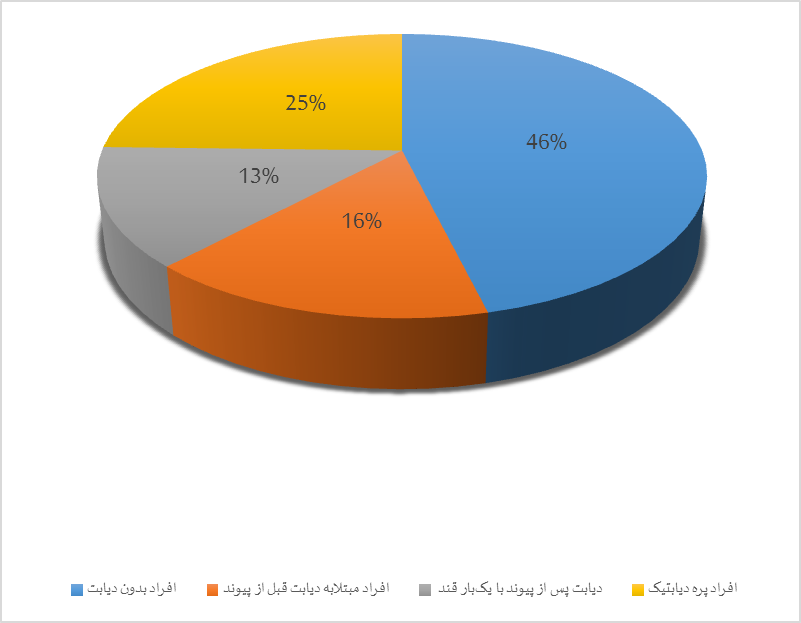 25%
46%
13%
16%
افراد بدون دیابت
افراد مبتلابه دیابت قبل از پیوند
دیابت پس از پیوند با یک‌بار قند
افراد پره دیابتیک